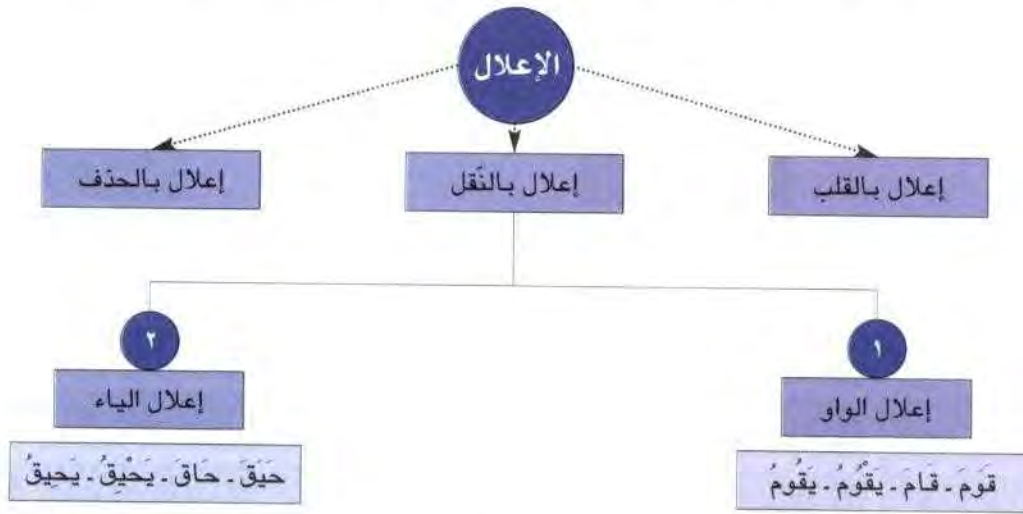 الإعلال
إعلال بالقلب
إعلال بالنّقل
إعلال بالحذف
١
إعلال الواو
قَوَمَ - قَامَ - يَقْوُمُ - يَقُومُ
٢
إعلال الياء
حَيَقَ - حَاقَ - يَحْيِقُ - يَحِيقُ